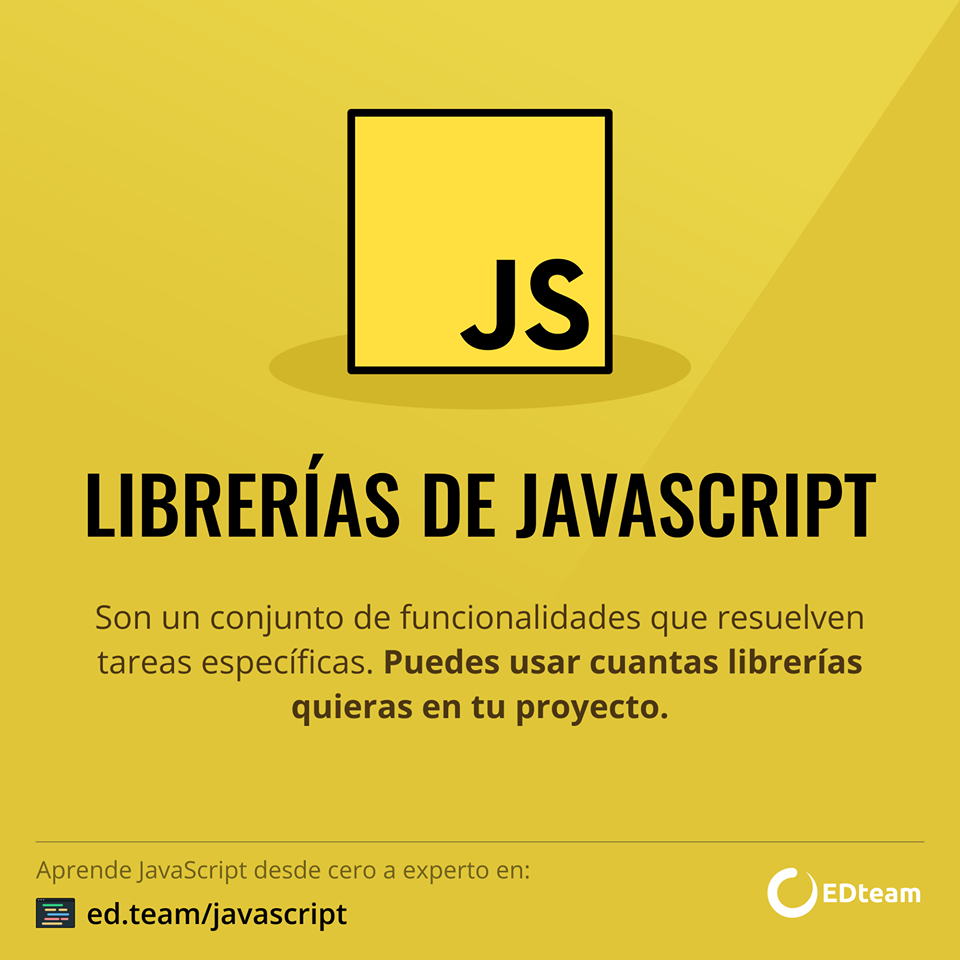 JS
LIBRERÍAS DE JAVASCRIPT
Son un conjunto de funcionalidades que resuelven
tareas específicas. Puedes usar cuantas librerías
quieras en tu proyecto.
Aprende JavaScript desde cero a experto en:
ed.team/javascript
EDteam